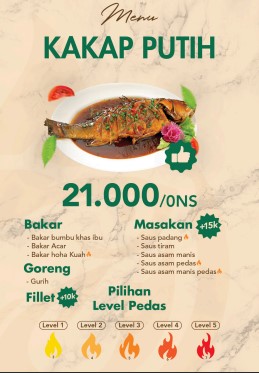 Menu
KAKAP PUTIH
21.000/ONS
Bakar
- Bakar bumbu khas ibu
- Bakar Acar
- Bakar hoha Kuah
Goreng
- Gurih
Fillet +10k
Masakan +15k
- Saus padang
- Saus tiram
- Saus asam manis
- Saus asam pedas
- Saus asam manis pedas
Pilihan
Level Pedas
Level 1 Level 2 Level 3 Level 4 Level 5